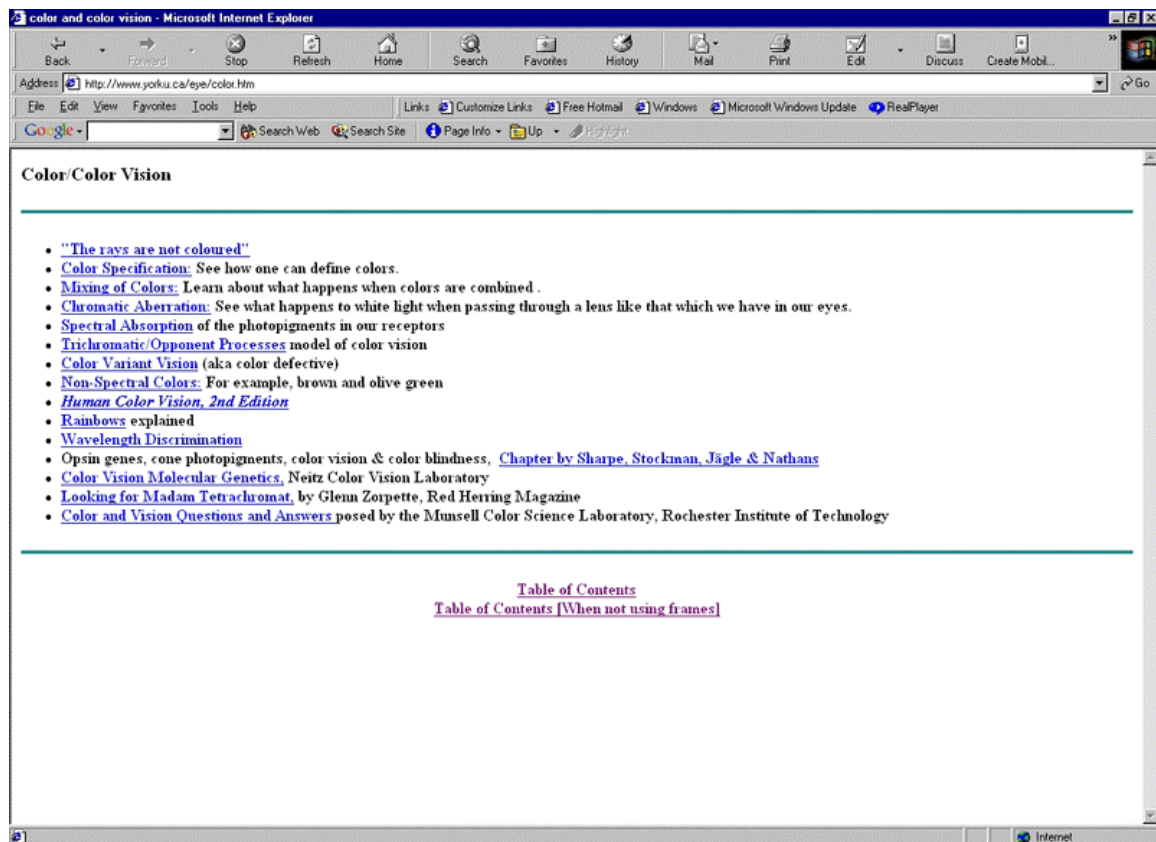 color and color vision - Microsoft Internet Explorer
Back Forward Stop Refresh Home Search Favorites History Mail Print Edit Discuss Create Mobil... »
Address http://www.yorku.ca/eye/color.htm Go
File Edit View Favorites Tools Help Links Customize Links Free Hotmail Windows Microsoft Windows Update RealPlayer
Google Search Web Search Site Page Info Up Highlight
Color/Color Vision
• "The rays are not coloured"
• Color Specification: See how one can define colors.
• Mixing of Colors: Learn about what happens when colors are combined .
• Chromatic Aberration: See what happens to white light when passing through a lens like that which we have in our eyes.
• Spectral Absorption of the photopigments in our receptors
• Trichromatic/Opponent Processes model of color vision
• Color Variant Vision (aka color defective)
• Non-Spectral Colors: For example, brown and olive green
• Human Color Vision, 2nd Edition
• Rainbows explained
• Wavelength Discrimination
• Opsin genes, cone photopigments, color vision & color blindness, Chapter by Sharpe, Stockman, Jägle & Nathans
• Color Vision Molecular Genetics, Neitz Color Vision Laboratory
• Looking for Madam Tetrachromat, by Glenn Zorpette, Red Herring Magazine
• Color and Vision Questions and Answers posed by the Munsell Color Science Laboratory, Rochester Institute of Technology
Table of Contents
Table of Contents [When not using frames]
Internet